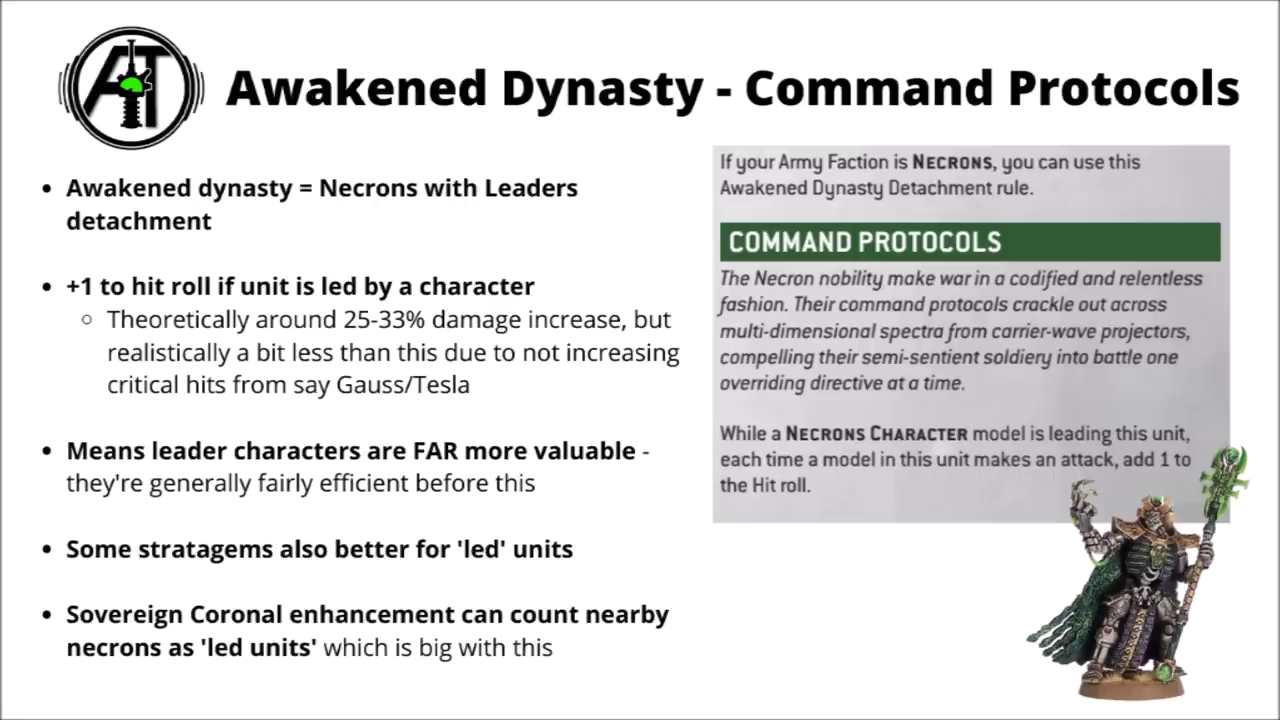 AT
Awakened Dynasty - Command Protocols
• Awakened dynasty = Necrons with Leaders
detachment
• +1 to hit roll if unit is led by a character
○ Theoretically around 25-33% damage increase, but
realistically a bit less than this due to not increasing
critical hits from say Gauss/Tesla
• Means leader characters are FAR more valuable -
they're generally fairly efficient before this
• Some stratagems also better for 'led' units
• Sovereign Coronal enhancement can count nearby
necrons as 'led units' which is big with this
If your Army Faction is NECRONS, you can use this
Awakened Dynasty Detachment rule.
COMMAND PROTOCOLS
The Necron nobility make war in a codified and relentless
fashion. Their command protocols crackle out across
multi-dimensional spectra from carrier-wave projectors,
compelling their semi-sentient soldiery into battle one
overriding directive at a time.
While a NECRONS CHARACTER model is leading this unit,
each time a model in this unit makes an attack, add 1 to
the Hit roll.